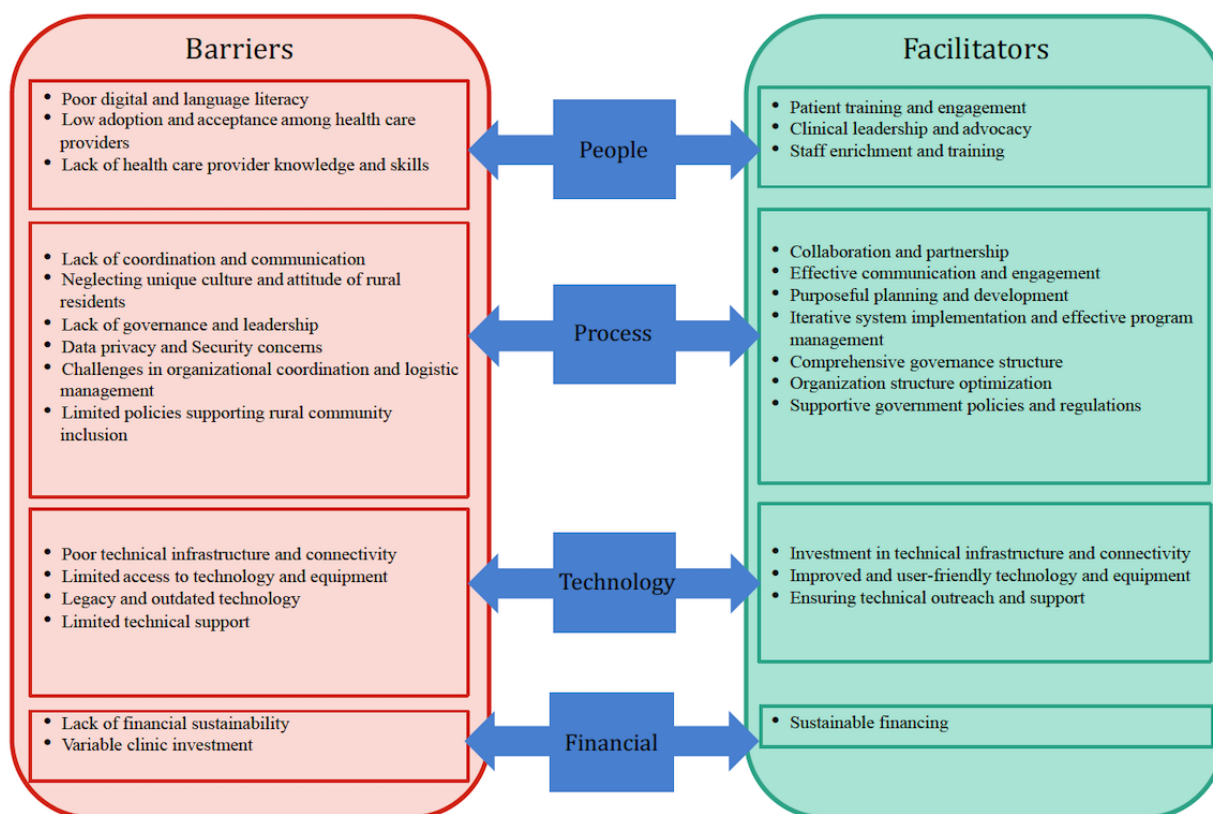 Barriers
Facilitators
• Poor digital and language literacy
• Low adoption and acceptance among health care
providers
• Lack of health care provider knowledge and skills
People
• Patient training and engagement
• Clinical leadership and advocacy
• Staff enrichment and training
• Lack of coordination and communication
• Neglecting unique culture and attitude of rural
residents
• Lack of governance and leadership
• Data privacy and Security concerns
• Challenges in organizational coordination and logistic
management
• Limited policies supporting rural community
inclusion
Process
• Collaboration and partnership
• Effective communication and engagement
• Purposeful planning and development
• Iterative system implementation and effective program
management
• Comprehensive governance structure
• Organization structure optimization
• Supportive government policies and regulations
• Poor technical infrastructure and connectivity
• Limited access to technology and equipment
• Legacy and outdated technology
• Limited technical support
Technology
• Investment in technical infrastructure and connectivity
• Improved and user-friendly technology and equipment
• Ensuring technical outreach and support
• Lack of financial sustainability
• Variable clinic investment
Financial
• Sustainable financing